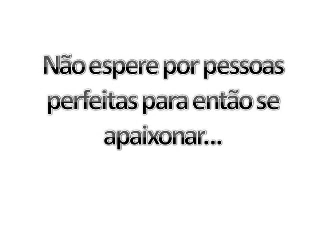 Não espere por pessoas
perfeitas para então se
apaixonar...